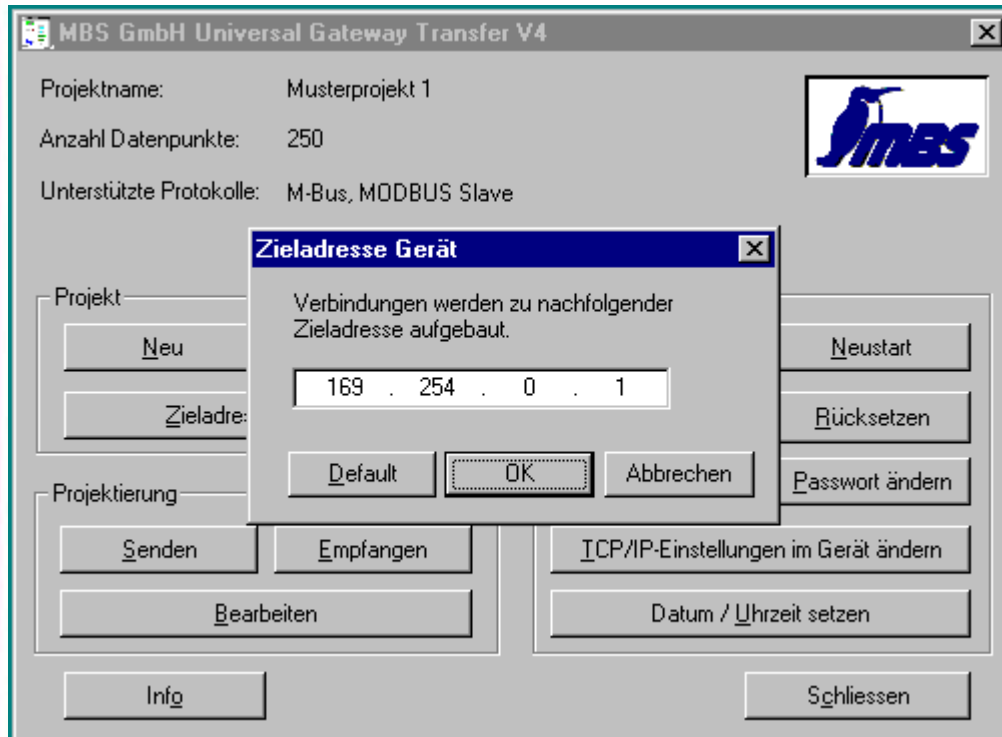 MBS GmbH Universal Gateway Transfer V4
Projektname: Musterprojekt 1
Anzahl Datenpunkte: 250
Unterstützte Protokolle: M-Bus, MODBUS Slave
MBS
Zieladresse Gerät
Verbindungen werden zu nachfolgender
Zieladresse aufgebaut.
169 . 254 . 0 . 1
Default OK Abbrechen
Projekt
Neu Neustart
Zieladre Rücksetzen
Passwort ändern
Projektierung
Senden Empfangen TCP/IP-Einstellungen im Gerät ändern
Bearbeiten Datum / Uhrzeit setzen
Info Schliessen